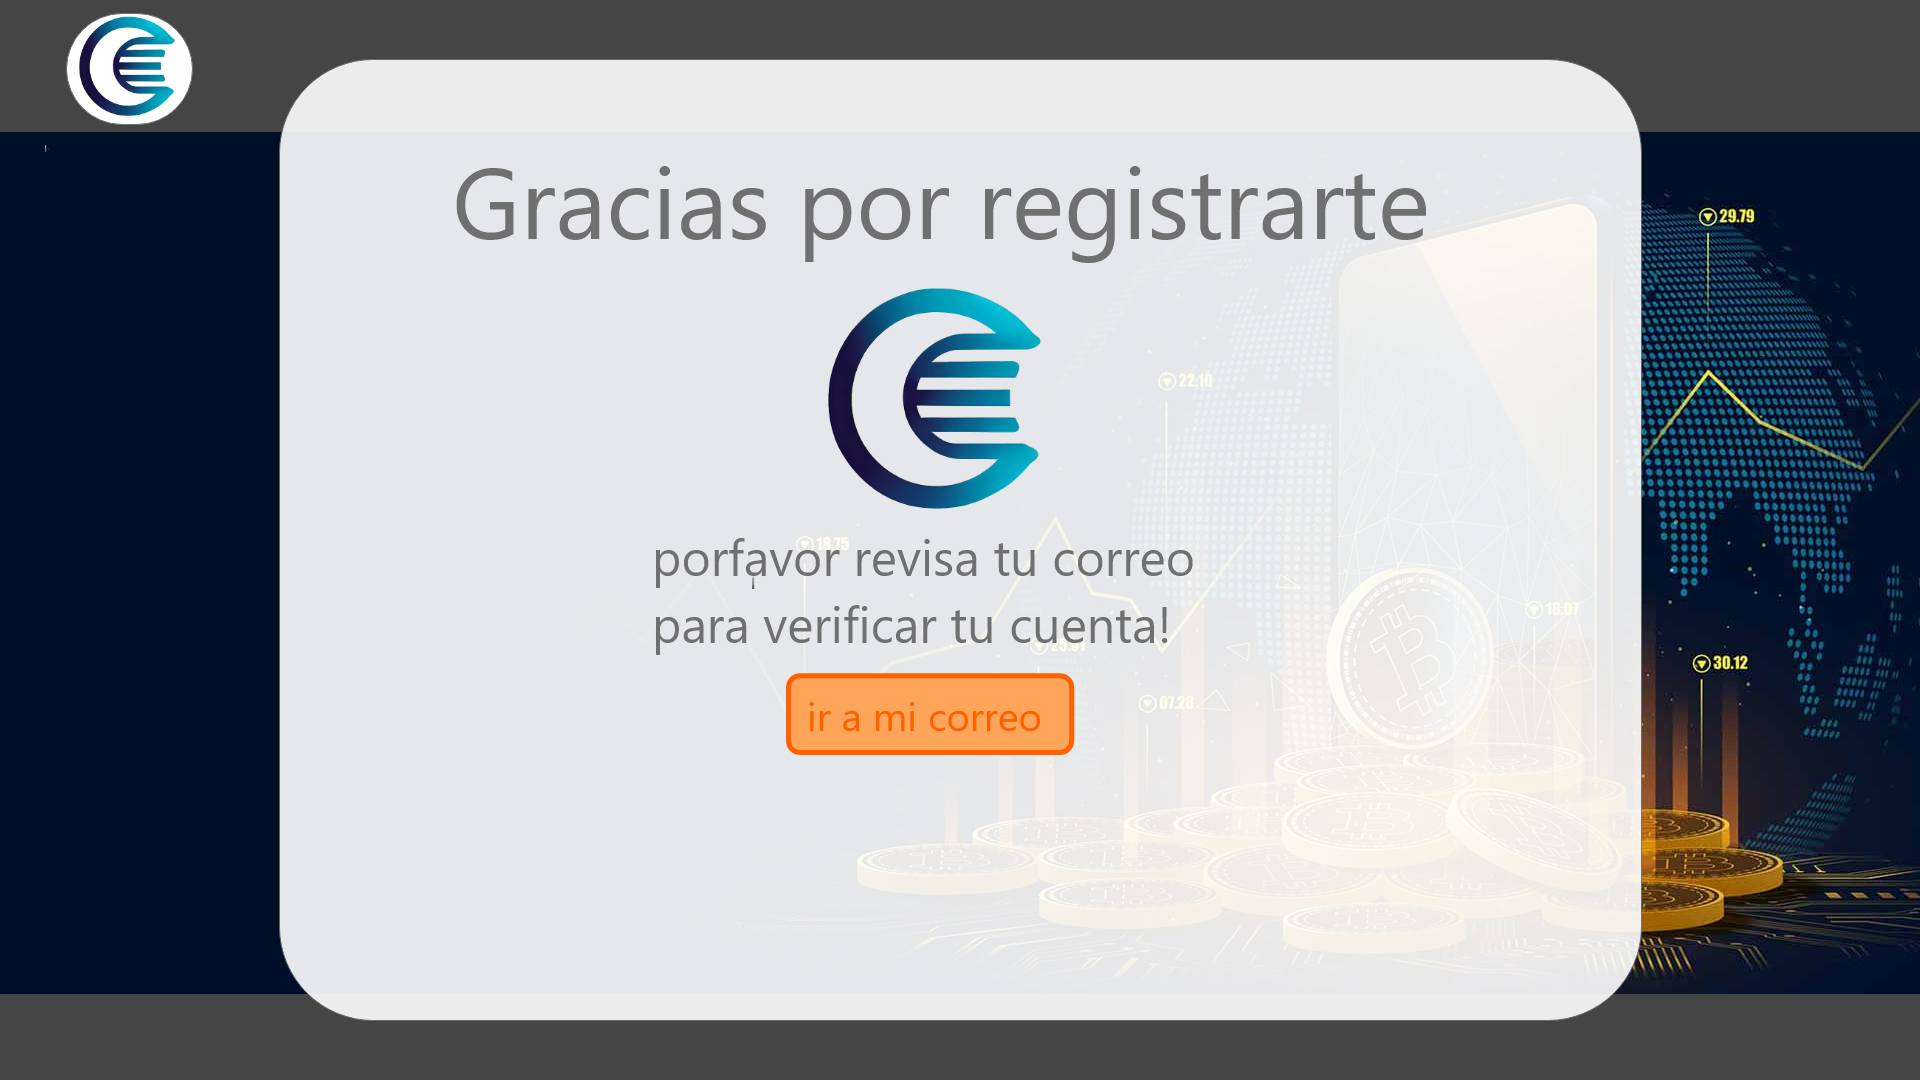 Gracias por registrarte
29.79
22.10
18.75
porfavor revisa tu correo
18.07
para verificar tu cuenta!
23.01
30.12
07.28
ir a mi correo